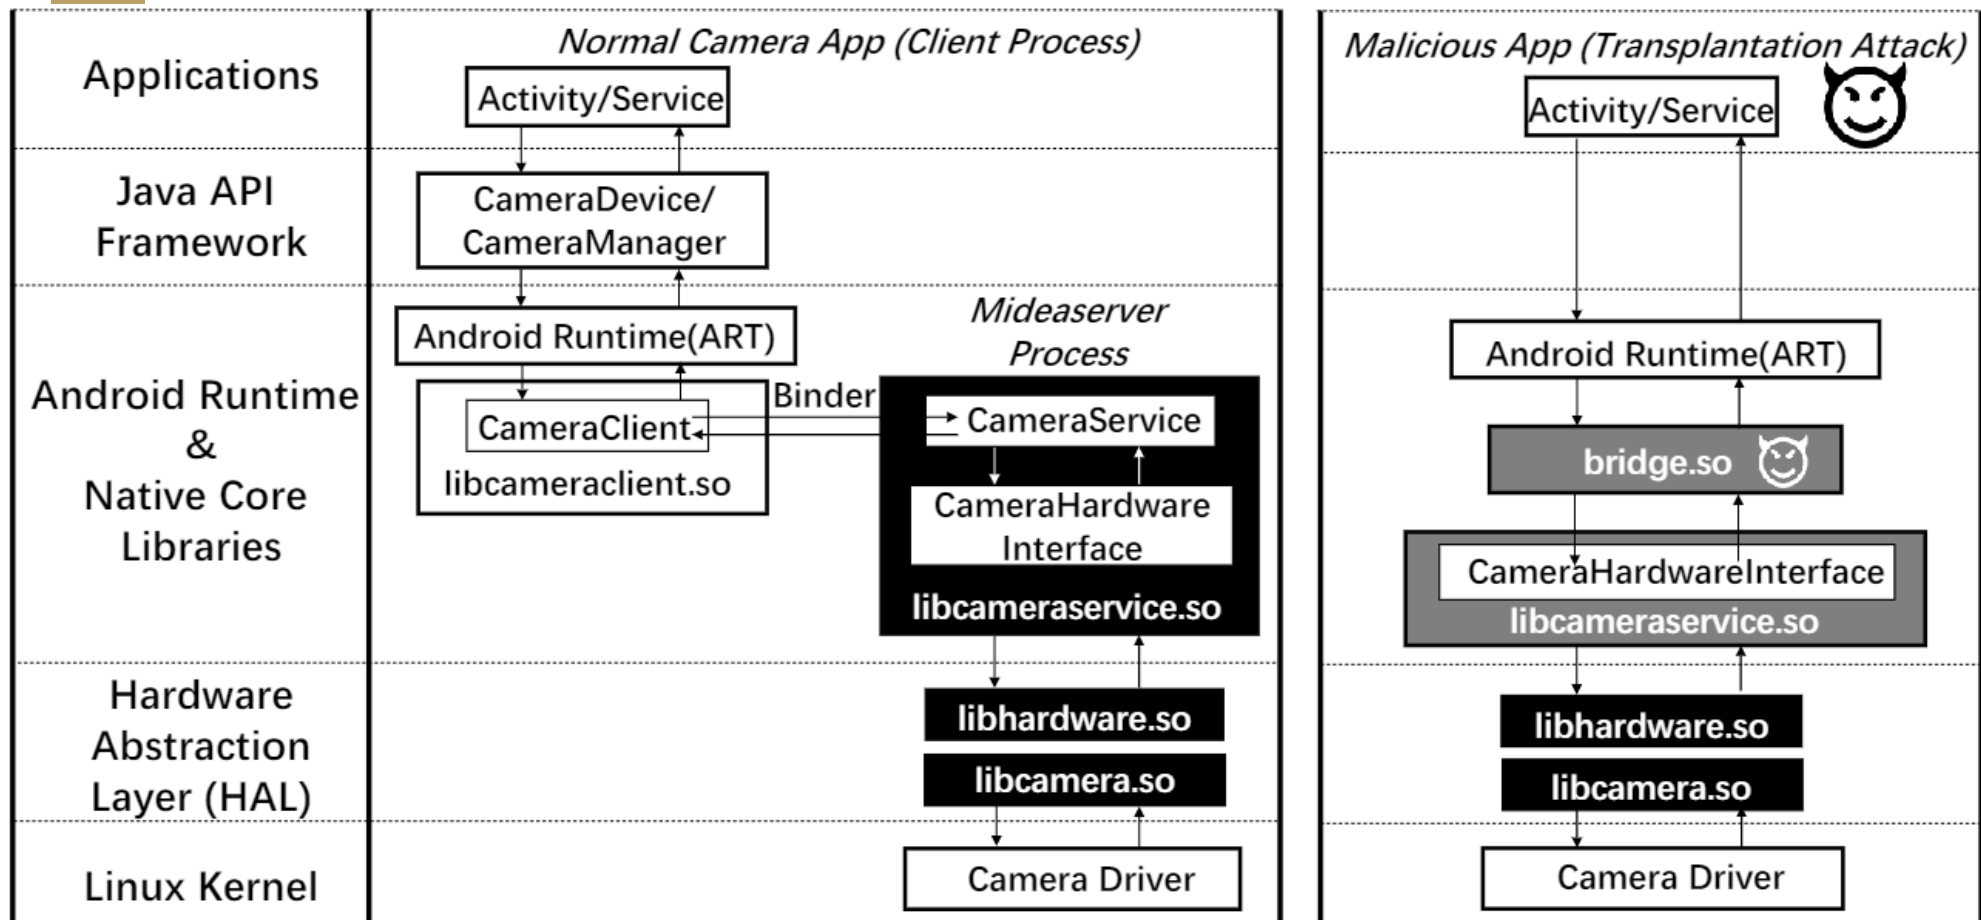 Applications
Java API
Framework
Android Runtime
&
Native Core
Libraries
Hardware
Abstraction
Layer (HAL)
Linux Kernel
Normal Camera App (Client Process)
Activity/Service
CameraDevice/
CameraManager
Android Runtime(ART)
CameraClient
libcameraclient.so
Binder
Mideaserver
Process
CameraService
CameraHardware
Interface
libcameraservice.so
libhardware.so
libcamera.so
Camera Driver
Malicious App (Transplantation Attack)
Activity/Service
Android Runtime(ART)
bridge.so
CameraHardwareInterface
libcameraservice.so
libhardware.so
libcamera.so
Camera Driver